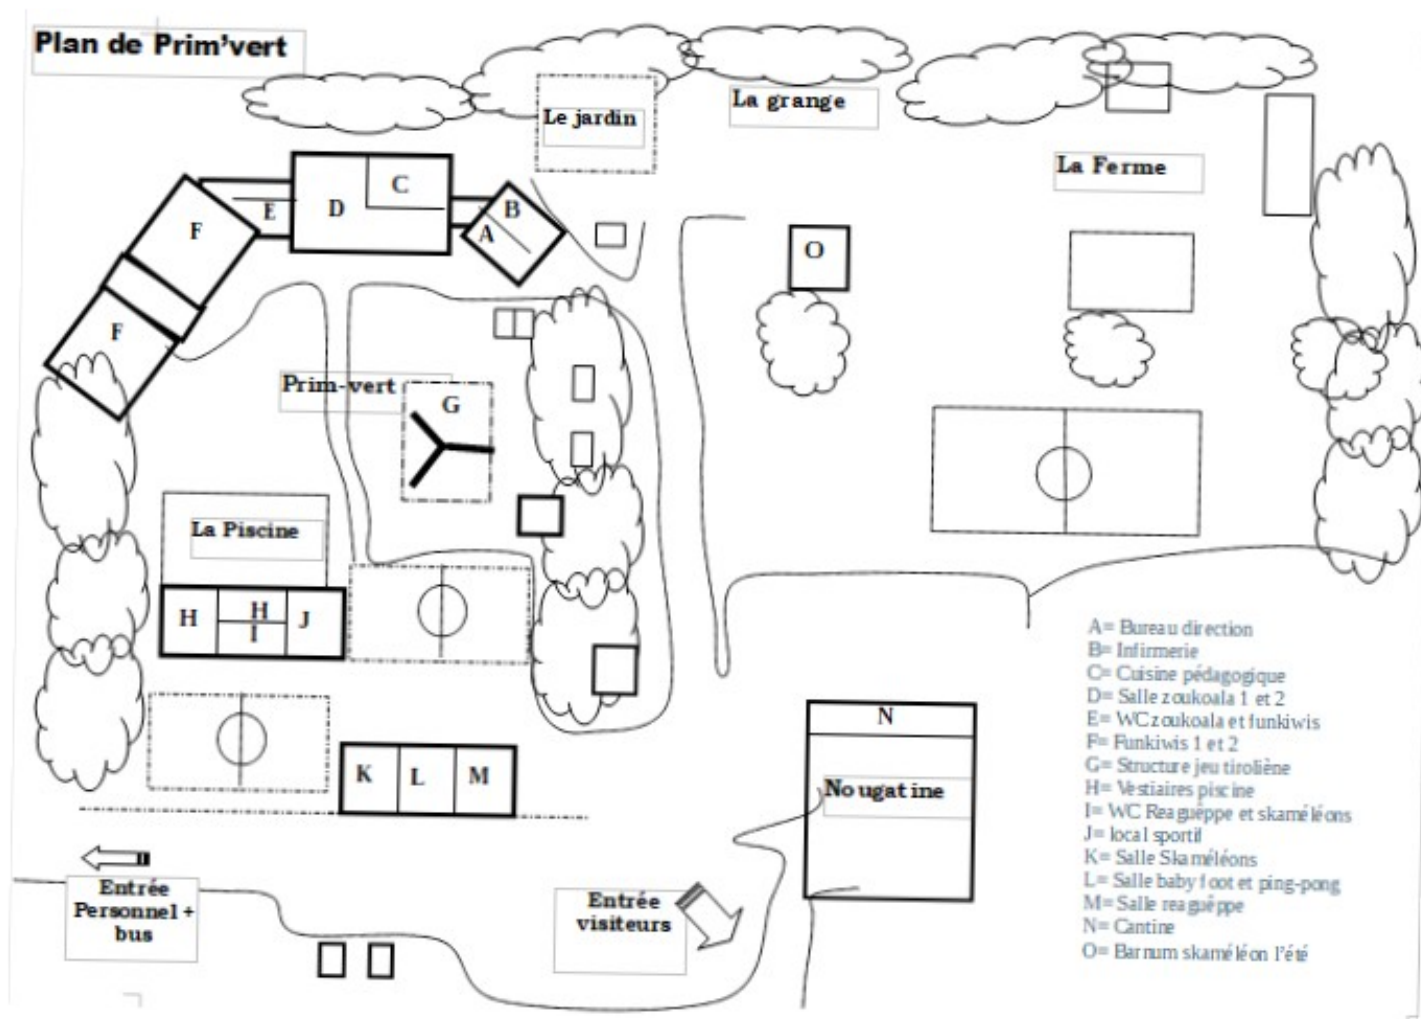 Plan de Prim'vert
Le jardin
La grange
La Ferme
C
B
A
E
D
F
F
O
Prim-vert
G
La Piscine
H
H
I
J
K
L
M
N
Nougatine
Entrée
Personnel +
bus
Entrée
visiteurs
A= Bureau direction
B= Infirmerie
C= Cuisine pédagogique
D= Salle zoukoala 1 et 2
E= WC zoukoala et funkiwis
F= Funkiwis 1 et 2
G= Structure jeu tirolière
H= Vestiaires piscine
I= WC Reaguêppe et skaméléons
J= local sportif
K= Salle Skaméléons
L= Salle baby foot et ping-pong
M= Salle reaguêppe
N= Cantine
O= Barnum skaméléon l'été